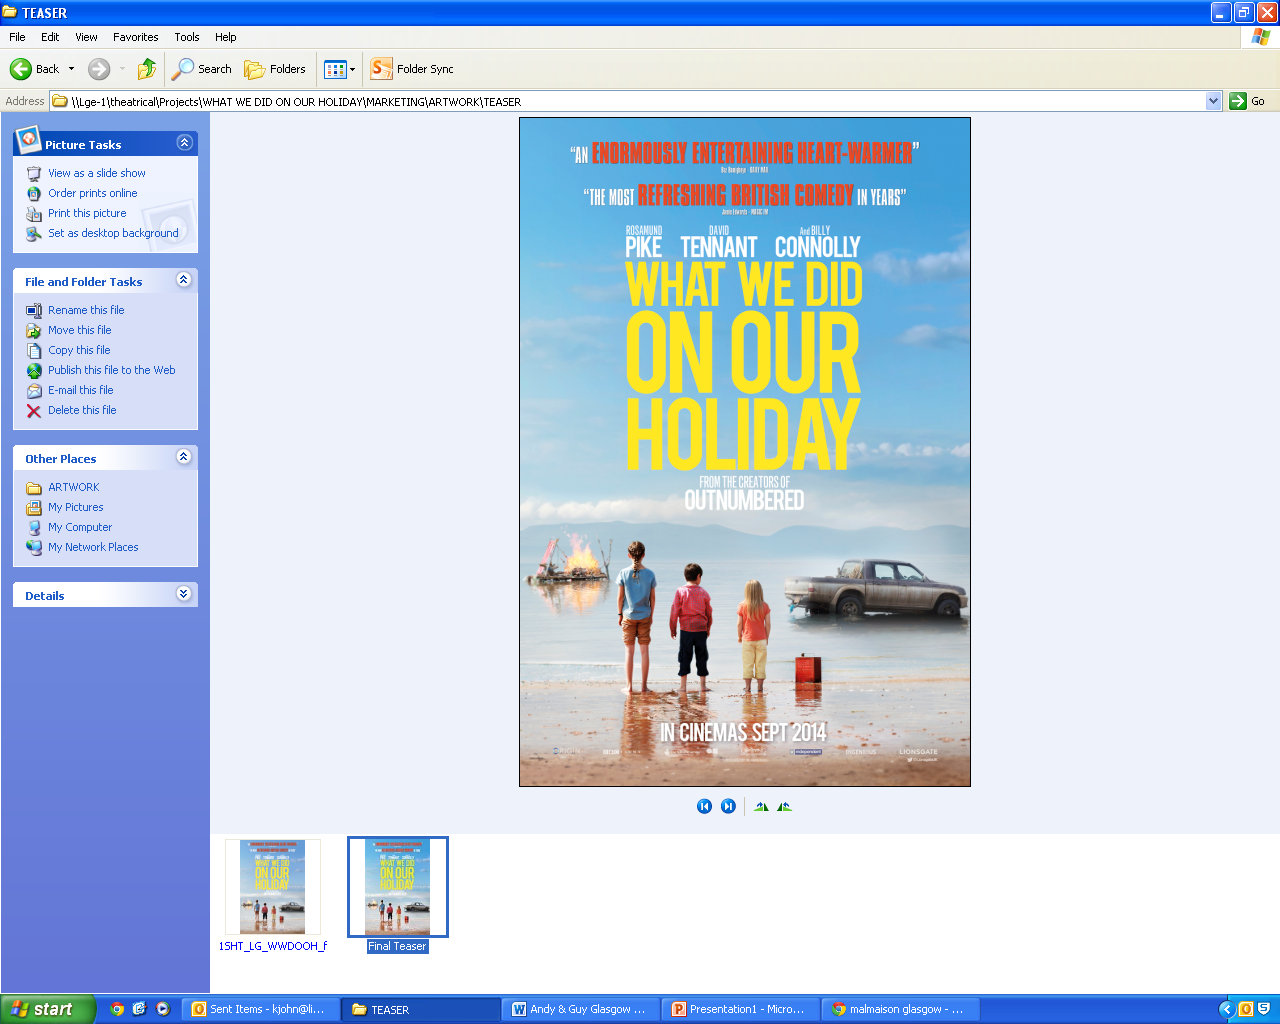 TEASER
File Edit View Favorites Tools Help
Back Search Folders Folder Sync
Address \\Lge-1\theatrical\Projects\WHAT WE DID ON OUR HOLIDAY\MARKETING\ARTWORK\TEASER Go
Picture Tasks
View as a slide show
Order prints online
Print this picture
Set as desktop background
File and Folder Tasks
Rename this file
Move this file
Copy this file
Publish this file to the Web
E-mail this file
Delete this file
Other Places
ARTWORK
My Pictures
My Computer
My Network Places
Details
“AN ENORMOUSLY ENTERTAINING HEART-WARMER”
DAILY MAIL
“THE MOST REFRESHING BRITISH COMEDY IN YEARS”
ROSAMUND DAVID And BILLY
PIKE TENNANT CONNOLLY
WHAT WE DID
ON OUR
HOLIDAY
FROM THE CREATORS OF
OUTNUMBERED
IN CINEMAS SEPT 2014
LIONSGATE
1SHT_LG_WWDOOH_f
Final Teaser
start Sent Items - kjohn@li... TEASER Andy & Guy Glasgow ... Presentation1 - Micro... malmaison glasgow - ...